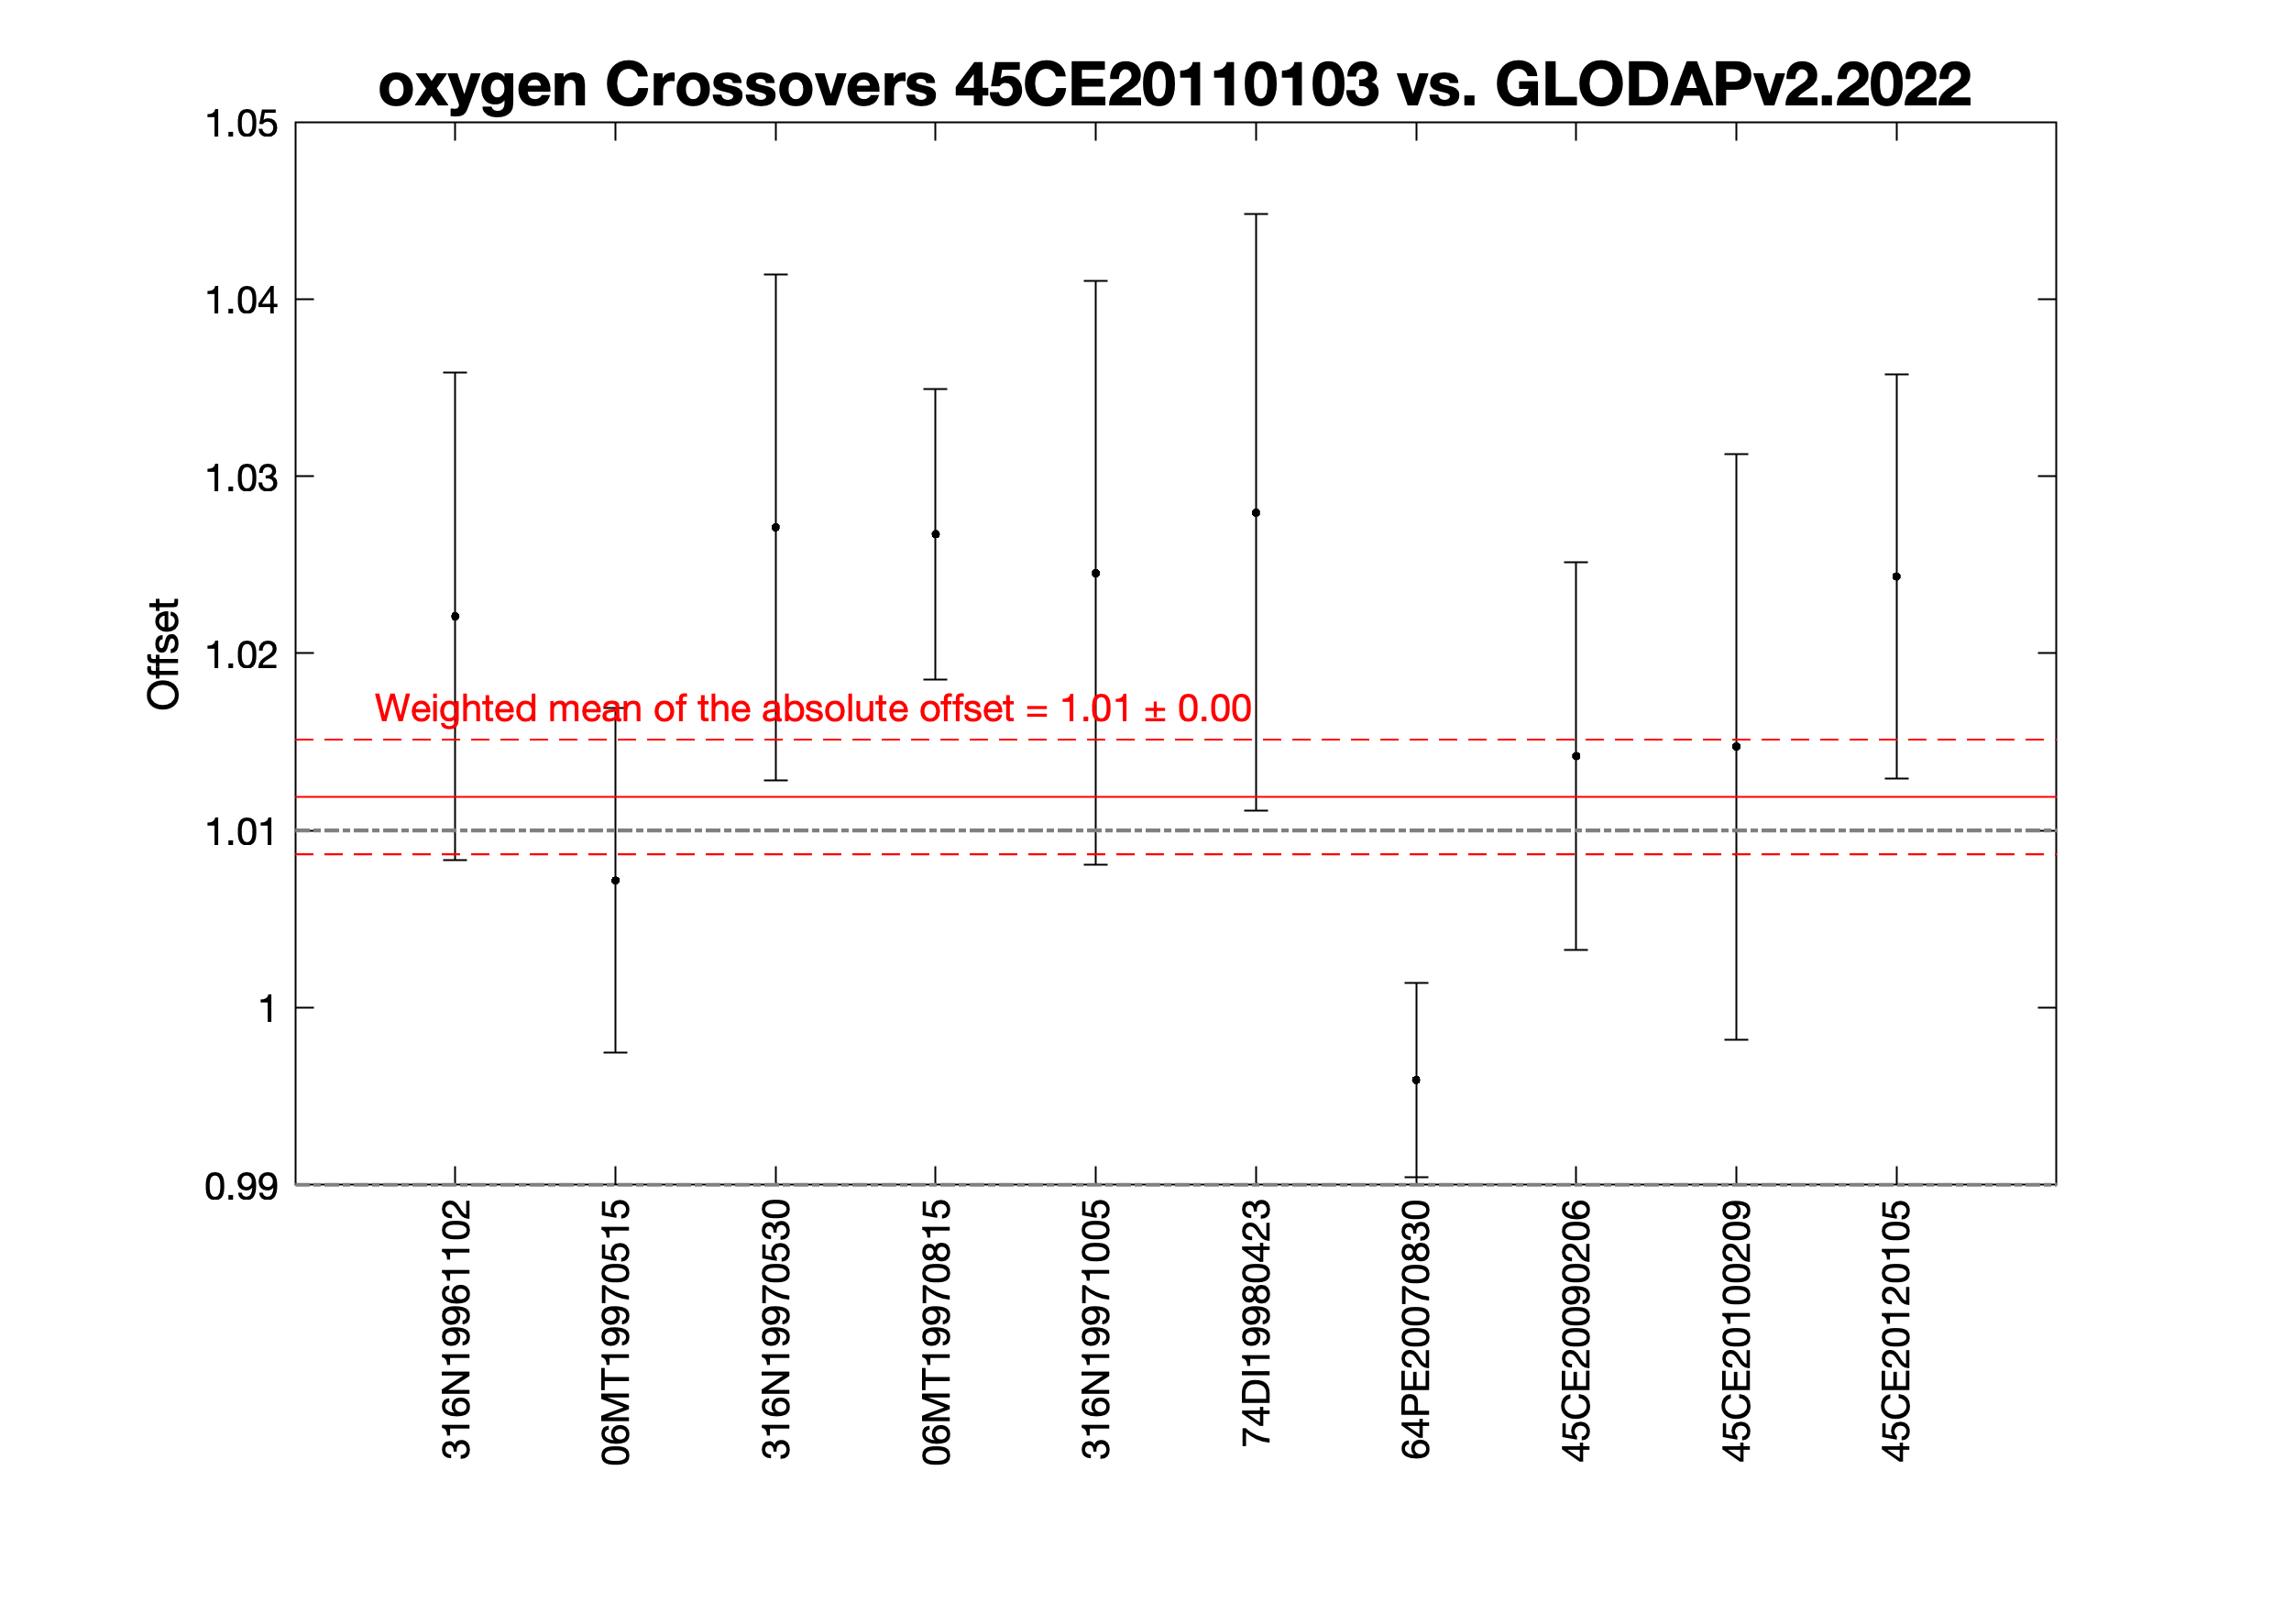 oxygen Crossovers 45CE20110103 vs. GLODAPv2.2022
1.05
1.04
1.03
1.02
1.01
1
0.99
Offset
Weighted mean of the absolute offset = 1.01 ± 0.00
316N19961102
06MT19970515
316N19970530
06MT19970815
316N19971005
74DI19980423
64PE20070830
45CE20090206
45CE20100209
45CE20120105